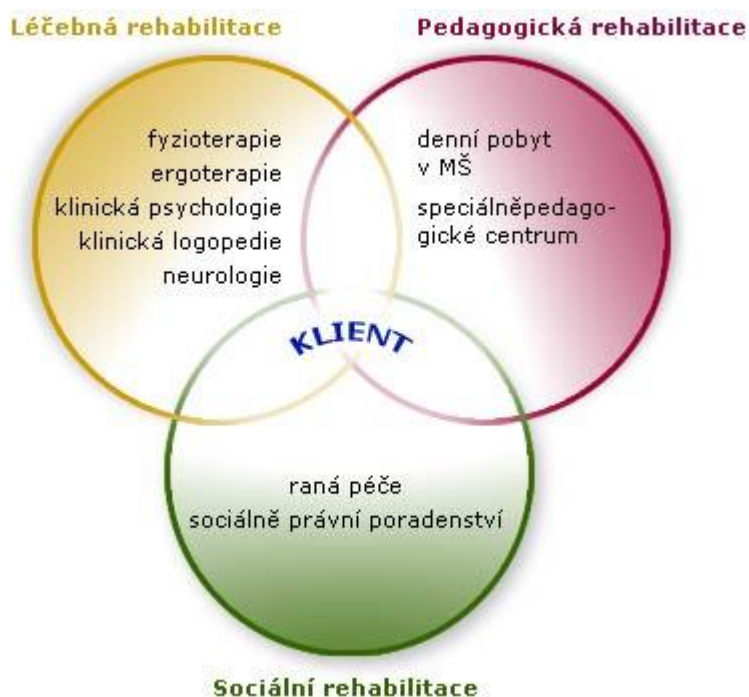 Léčebná rehabilitace
Pedagogická rehabilitace
fyzioterapie
ergoterapie
klinická psychologie
klinická logopedie
neurologie
denní pobyt
v MŠ
speciálněpedago-
gické centrum
KLIENT
raná péče
sociálně právní poradenství
Sociální rehabilitace